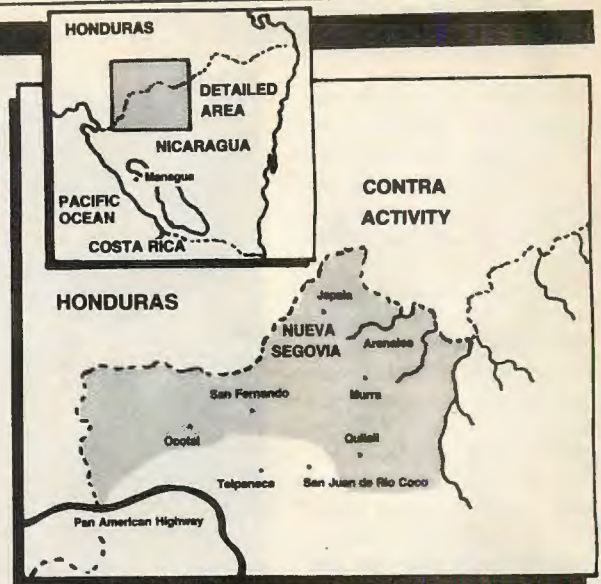 HONDURAS
DETAILED
AREA
NICARAGUA
Managua
PACIFIC
OCEAN
COSTA RICA
CONTRA
ACTIVITY
HONDURAS
Japala
NUEVA
SEGOVIA
Arenales
San Fernando
Murra
Ocotal
Quilali
Telpaneca
San Juan de Rio Coco
Pan American Highway